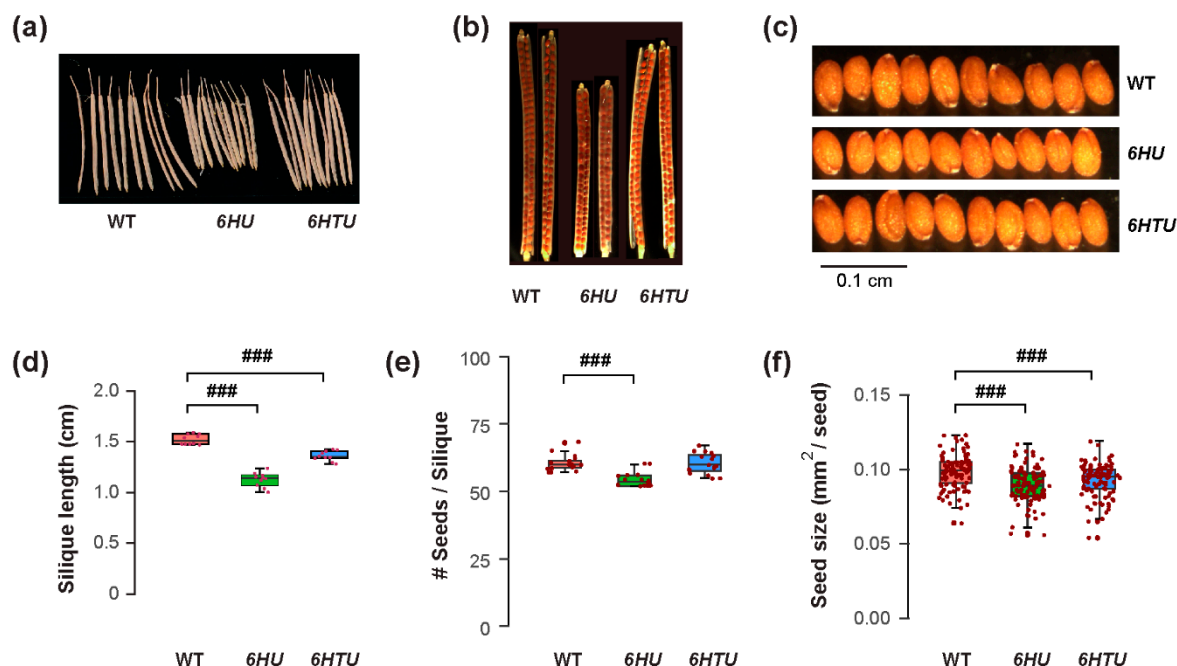 (a)
WT 6HU 6HTU
(b)
WT 6HU 6HTU
(c)
WT
6HU
6HTU
0.1 cm
(d)
###
###
Silique length (cm)
2.0
1.5
1.0
1.5
0
WT 6HU 6HTU
(e)
###
# Seeds / Silique
100
75
50
25
0
WT 6HU 6HTU
(f)
###
###
Seed size (mm² / seed)
0.15
0.10
0.05
0.00
WT 6HU 6HTU